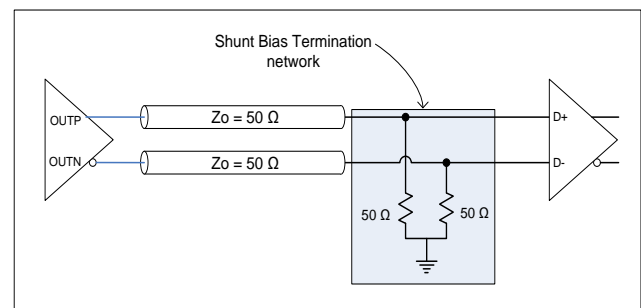 Shunt Bias Termination
network
OUTP
Zo = 50 Ω
D+
OUTN
Zo = 50 Ω
D-
50 Ω
50 Ω